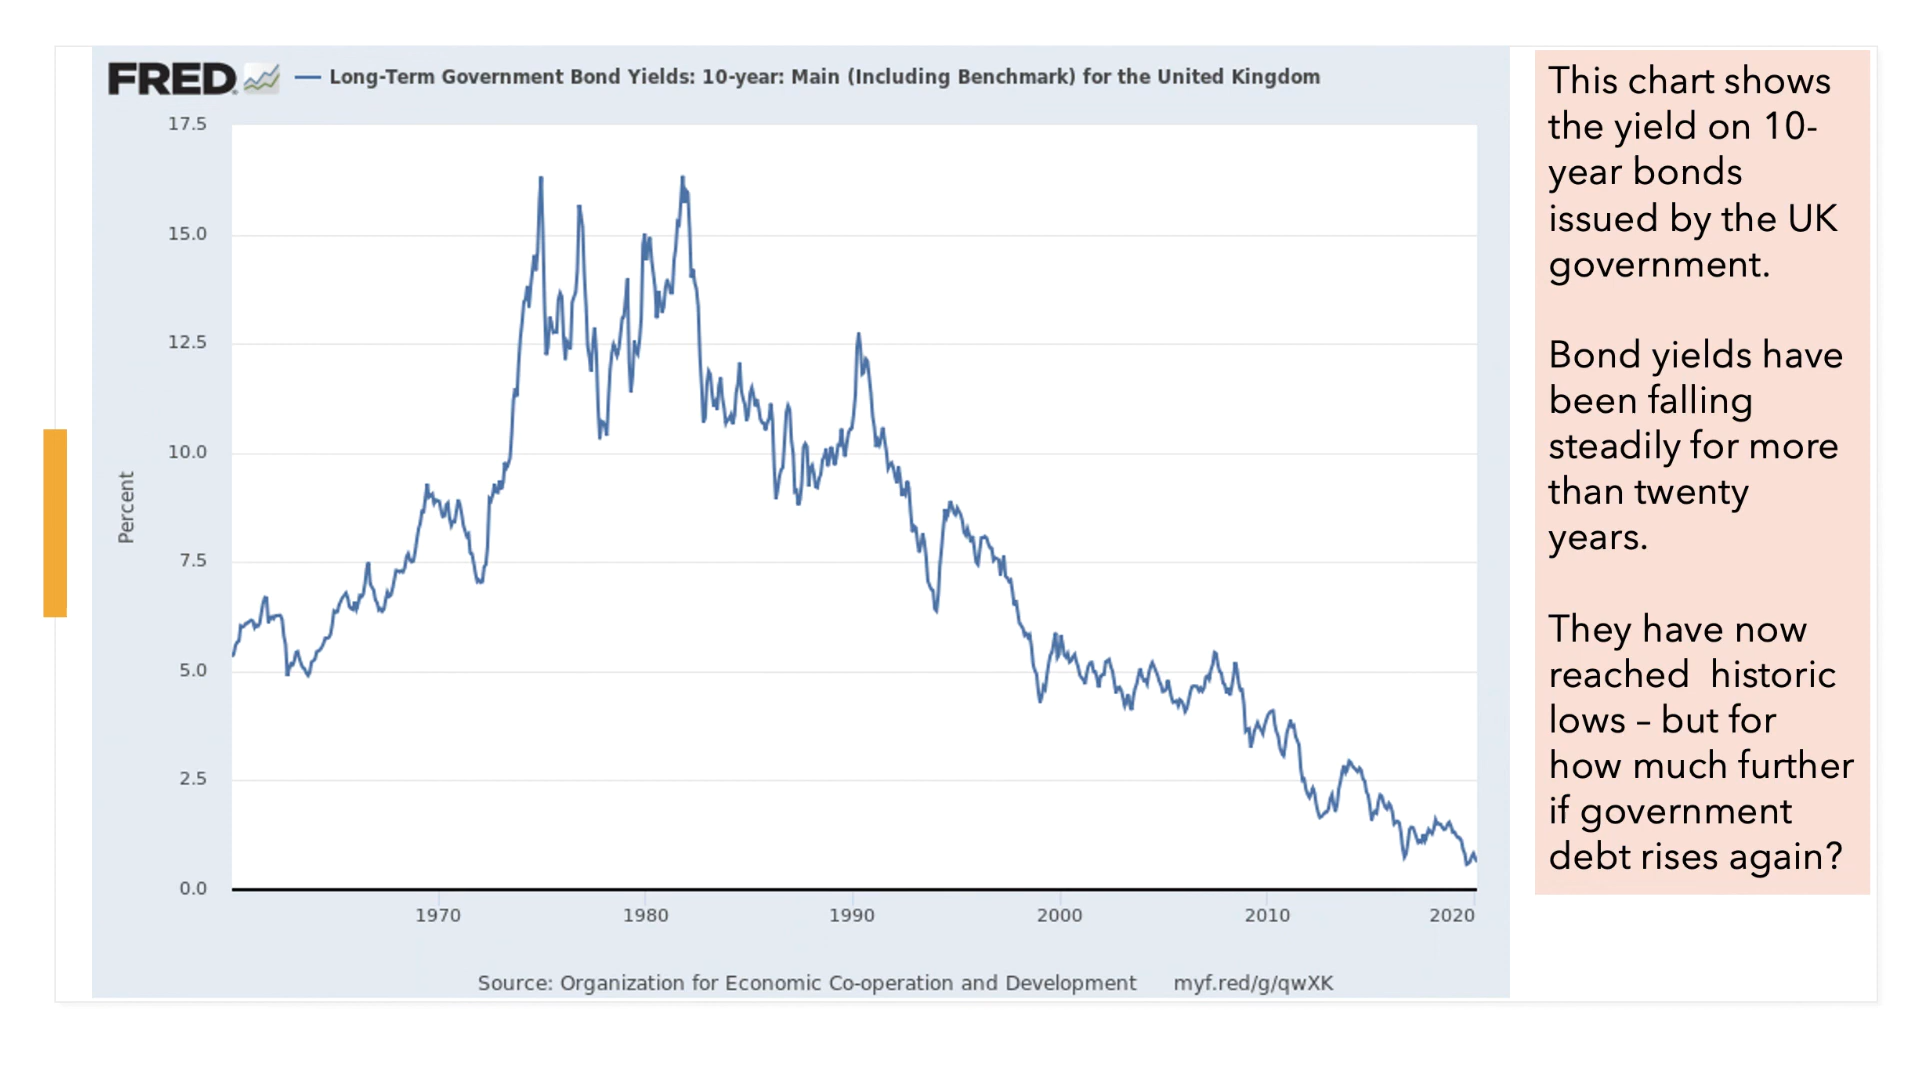 FRED
Long-Term Government Bond Yields: 10-year: Main (Including Benchmark) for the United Kingdom
17.5
15.0
12.5
10.0
7.5
5.0
2.5
0.0
Percent
1970 1980 1990 2000 2010 2020
Source: Organization for Economic Co-operation and Development myf.red/g/qwXK
This chart shows
the yield on 10-
year bonds
issued by the UK
government.
Bond yields have
been falling
steadily for more
than twenty
years.
They have now
reached historic
lows – but for
how much further
if government
debt rises again?